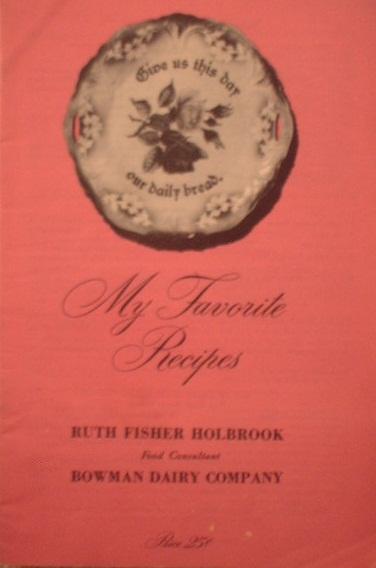 Give us this day
our daily bread.
My Favorite
Recipes
RUTH FISHER HOLBROOK
Food Consultant
BOWMAN DAIRY COMPANY
Price 25¢